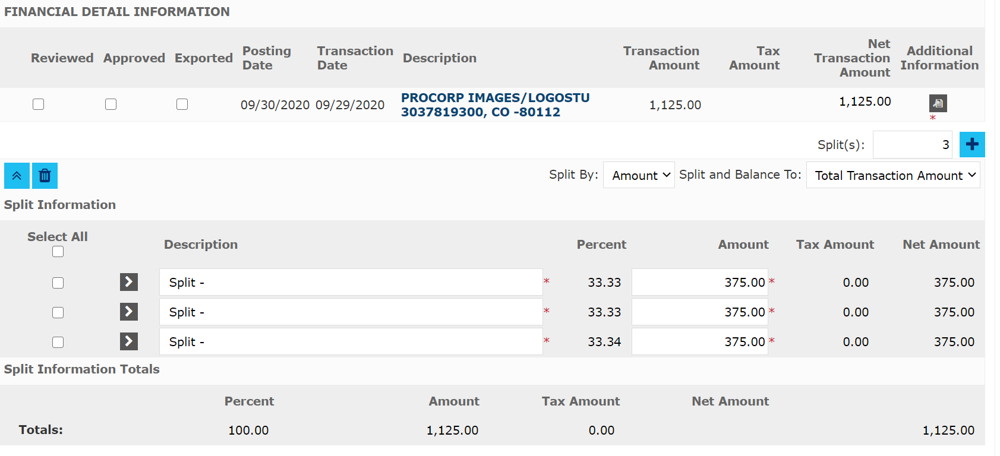 FINANCIAL DETAIL INFORMATION
Reviewed Approved Exported Posting Date Transaction Date Description Transaction Amount Tax Amount Net Transaction Amount Additional Information
09/30/2020 09/29/2020 PROCORP IMAGES/LOGOSTU 1,125.00 1,125.00
3037819300, CO -80112
*
Split(s): 3
Split By: Amount Split and Balance To: Total Transaction Amount
Split Information
Select All Description Percent Amount Tax Amount Net Amount
Split - * 33.33 375.00 * 0.00 375.00
Split - * 33.33 375.00 * 0.00 375.00
Split - * 33.34 375.00 * 0.00 375.00
Split Information Totals
Percent Amount Tax Amount Net Amount
Totals: 100.00 1,125.00 0.00 1,125.00